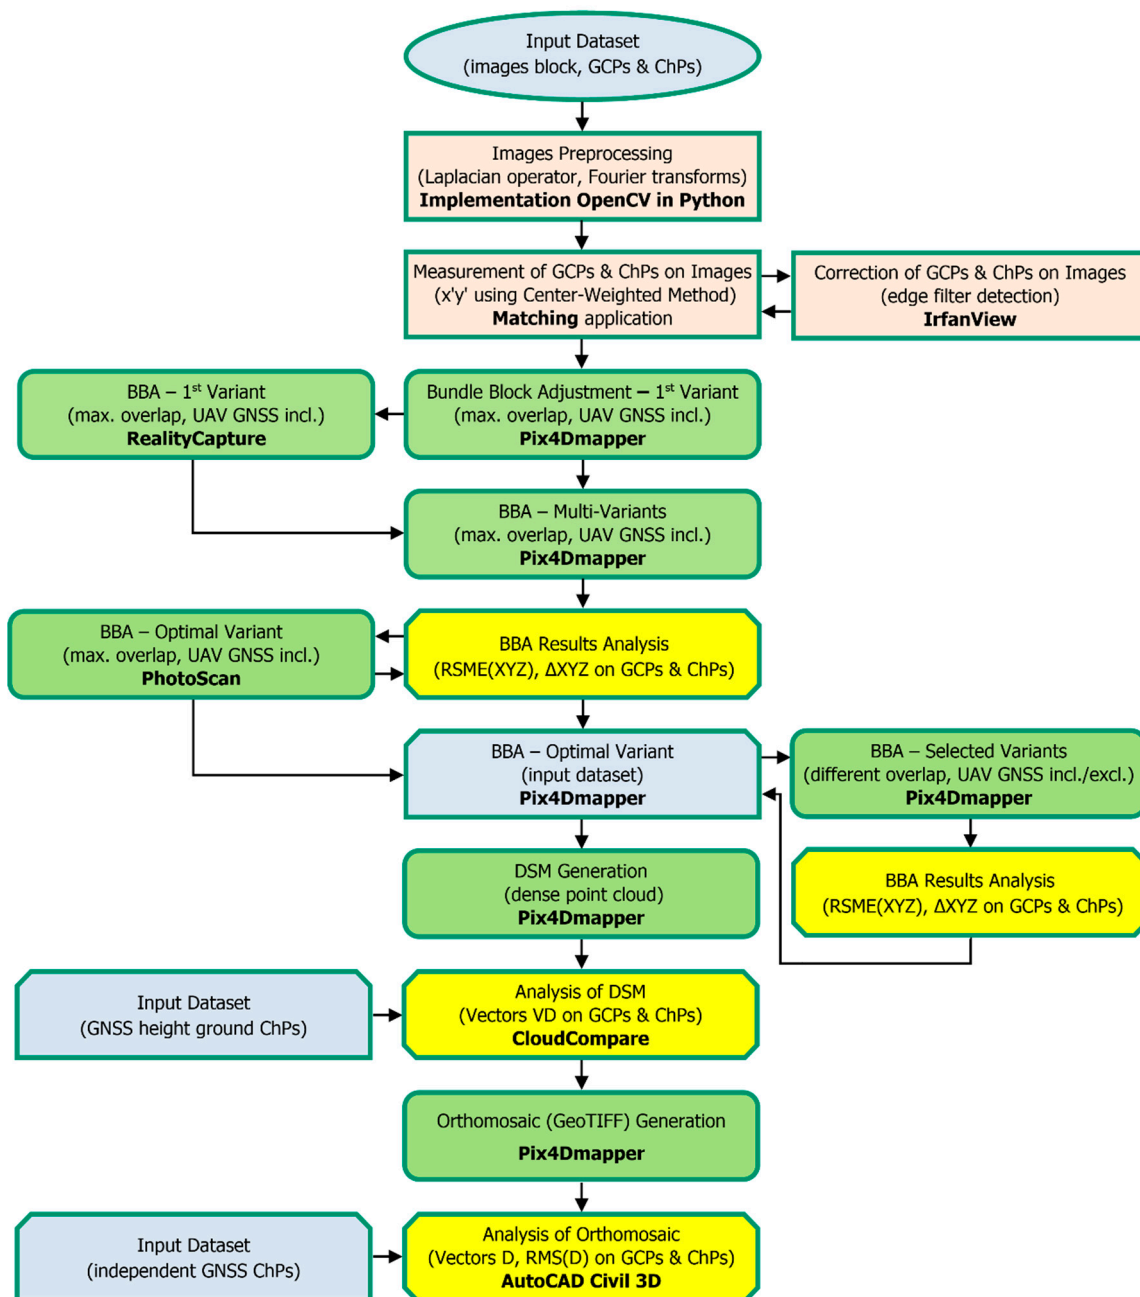 Input Dataset
(images block, GCPs & ChPs)
Images Preprocessing
(Laplacian operator, Fourier transforms)
Implementation OpenCV in Python
Measurement of GCPs & ChPs on Images
(x'y' using Center-Weighted Method)
Matching application
Correction of GCPs & ChPs on Images
(edge filter detection)
IrfanView
BBA – 1st Variant
(max. overlap, UAV GNSS incl.)
RealityCapture
Bundle Block Adjustment – 1st Variant
(max. overlap, UAV GNSS incl.)
Pix4Dmapper
BBA – Multi-Variants
(max. overlap, UAV GNSS incl.)
Pix4Dmapper
BBA – Optimal Variant
(max. overlap, UAV GNSS incl.)
PhotoScan
BBA Results Analysis
(RSME(XYZ), ΔXYZ on GCPs & ChPs)
BBA – Optimal Variant
(input dataset)
Pix4Dmapper
BBA – Selected Variants
(different overlap, UAV GNSS incl./excl.)
Pix4Dmapper
DSM Generation
(dense point cloud)
Pix4Dmapper
BBA Results Analysis
(RSME(XYZ), ΔXYZ on GCPs & ChPs)
Input Dataset
(GNSS height ground ChPs)
Analysis of DSM
(Vectors VD on GCPs & ChPs)
CloudCompare
Orthomosaic (GeoTIFF) Generation
Pix4Dmapper
Input Dataset
(independent GNSS ChPs)
Analysis of Orthomosaic
(Vectors D, RMS(D) on GCPs & ChPs)
AutoCAD Civil 3D